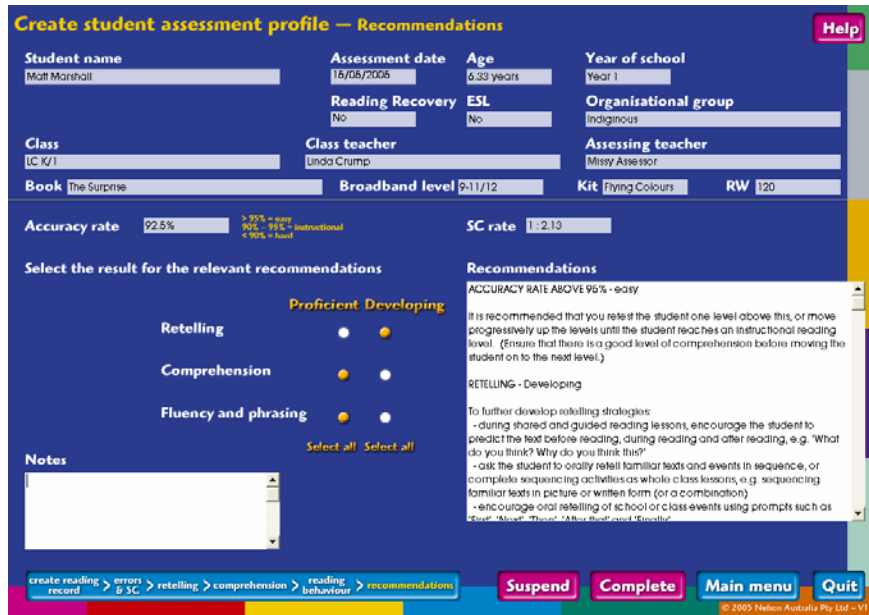 Create student assessment profile — Recommendations
Help
Student name
Assessment date
Age
Year of school
Matt Marshall
15/05/2005
6.33 years
Year 1
Reading Recovery
ESL
Organisational group
No
No
Indiginous
Class
Class teacher
Assessing teacher
LC K/1
Linda Crump
Missy Assessor
Book The Surprise
Broadband level 9-11/12
Kit Flying Colours
RW 120
Accuracy rate 92.5%
> 95% = easy
90% – 95% = instructional
< 90% = hard
SC rate 1 : 2.13
Select the result for the relevant recommendations
Proficient Developing
Retelling
Comprehension
Fluency and phrasing
Select all Select all
Notes
Recommendations
ACCURACY RATE ABOVE 95% - easy
It is recommended that you retest the student one level above this, or move
progressively up the levels until the student reaches an instructional reading
level. (Ensure that there is a good level of comprehension before moving the
student on to the next level.)
RETELLING - Developing
To further develop retelling strategies:
- during shared and guided reading lessons, encourage the student to
predict the text before reading, during reading and after reading, e.g. 'What
do you think? Why do you think this?'
- ask the student to orally retell familiar texts and events in sequence, or
complete sequencing activities as whole class lessons, e.g. sequencing
familiar texts in picture or written form (or a combination)
- encourage oral retelling of school or class events using prompts such as
'First', 'Next', 'Then', 'After that' and 'Finally'
create reading record > errors & SC > retelling > comprehension > reading behaviour > recommendations
Suspend
Complete
Main menu
Quit
© 2005 Nelson Australia Pty Ltd – V1